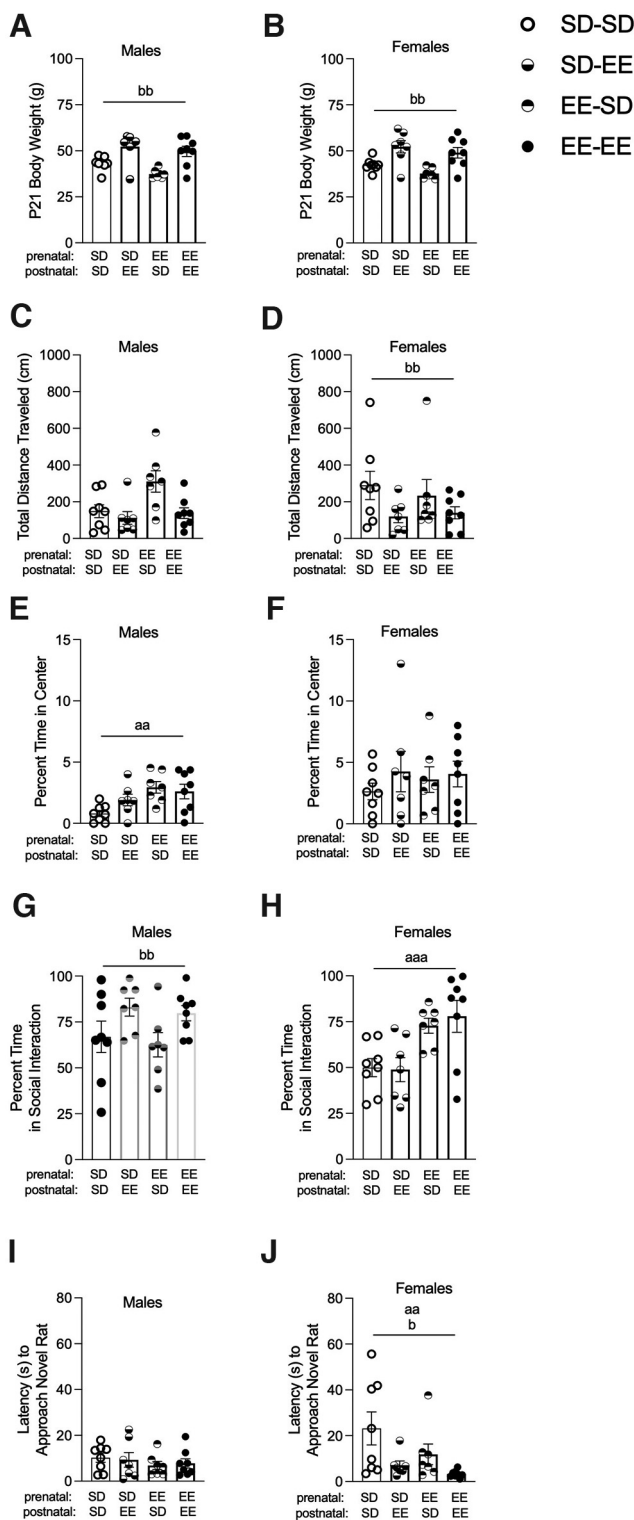 A
Males
P21 Body Weight (g)
100
75
50
25
0
bb
prenatal: SD SD EE EE
postnatal: SD EE SD EE
B
Females
P21 Body Weight (g)
100
75
50
25
0
bb
prenatal: SD SD EE EE
postnatal: SD EE SD EE
SD-SD
SD-EE
EE-SD
EE-EE
C
Males
Total Distance Traveled (cm)
1000
800
600
400
200
0
prenatal: SD SD EE EE
postnatal: SD EE SD EE
D
Females
Total Distance Traveled (cm)
1000
800
600
400
200
0
bb
prenatal: SD SD EE EE
postnatal: SD EE SD EE
E
Males
Percent Time in Center
15
10
5
0
aa
prenatal: SD SD EE EE
postnatal: SD EE SD EE
F
Females
Percent Time in Center
15
10
5
0
prenatal: SD SD EE EE
postnatal: SD EE SD EE
G
Males
Percent Time
in Social Interaction
100
75
50
25
0
bb
prenatal: SD SD EE EE
postnatal: SD EE SD EE
H
Females
Percent Time
in Social Interaction
100
75
50
25
0
aaa
prenatal: SD SD EE EE
postnatal: SD EE SD EE
I
Males
Latency (s) to
Approach Novel Rat
80
60
40
20
0
prenatal: SD SD EE EE
postnatal: SD EE SD EE
J
Females
Latency (s) to
Approach Novel Rat
80
60
40
20
0
aa
b
prenatal: SD SD EE EE
postnatal: SD EE SD EE